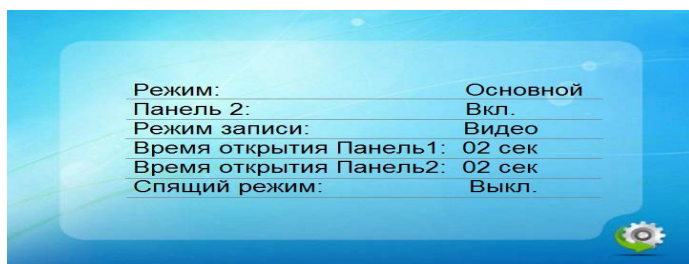 Режим: Основной
Панель 2: Вкл.
Режим записи: Видео
Время открытия Панель1: 02 сек
Время открытия Панель2: 02 сек
Спящий режим: Выкл.